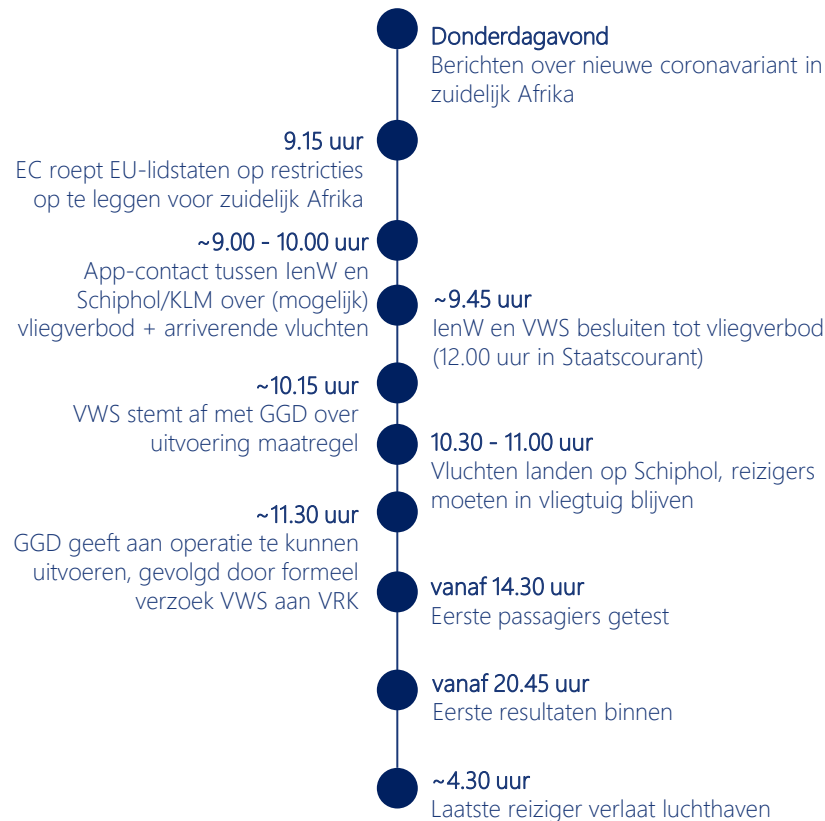 Donderdagavond
Berichten over nieuwe coronavariant in
zuidelijk Afrika
9.15 uur
EC roept EU-lidstaten op restricties
op te leggen voor zuidelijk Afrika
~9.00 - 10.00 uur
App-contact tussen IenW en
Schiphol/KLM over (mogelijk)
vliegverbod + arriverende vluchten
~9.45 uur
IenW en VWS besluiten tot vliegverbod
(12.00 uur in Staatscourant)
~10.15 uur
VWS stemt af met GGD over
uitvoering maatregel
10.30 - 11.00 uur
Vluchten landen op Schiphol, reizigers
moeten in vliegtuig blijven
~11.30 uur
GGD geeft aan operatie te kunnen
uitvoeren, gevolgd door formeel
verzoek VWS aan VRK
vanaf 14.30 uur
Eerste passagiers getest
vanaf 20.45 uur
Eerste resultaten binnen
~4.30 uur
Laatste reiziger verlaat luchthaven